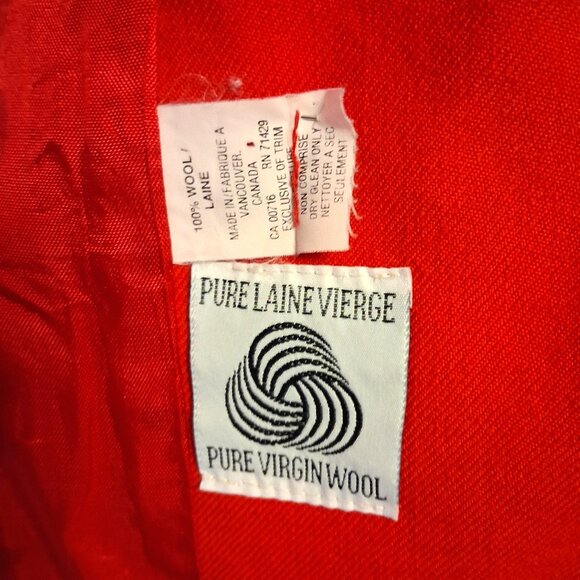 100% WOOL /
LAINE
MADE IN / FABRIQUE A
VANCOUVER.
CANADA
CA 00716 RN 71429
EXCLUSIVE OF TRIM
NON COMPRISE
DRY CLEAN ONLY
NETTOYER A SEC
SEULEMENT
PURE LAINE VIERGE
PURE VIRGIN WOOL